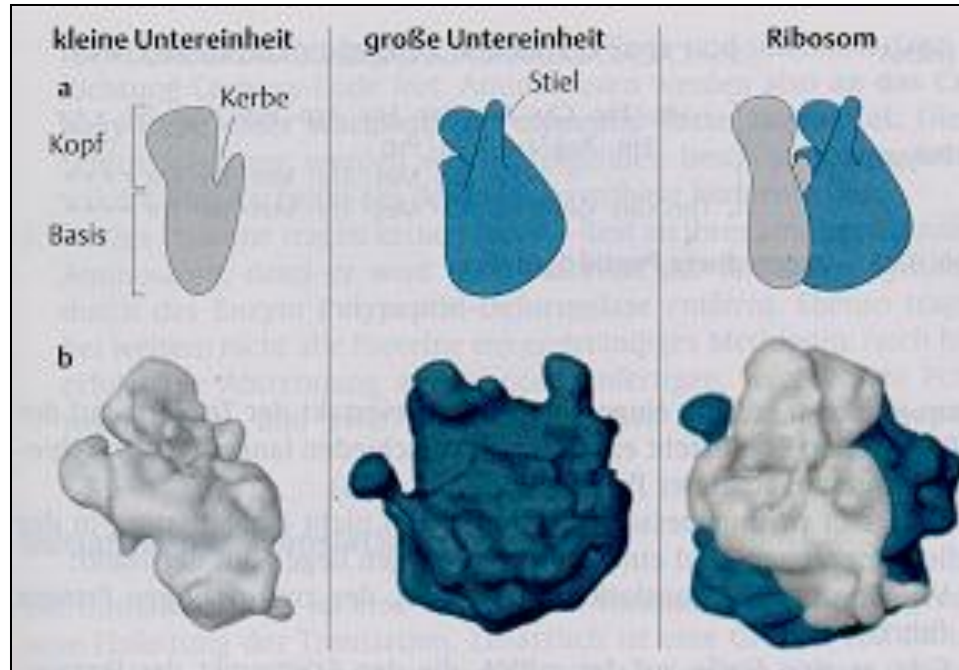 kleine Untereinheit große Untereinheit Ribosom
a
Kerbe Stiel
Kopf
Basis
b